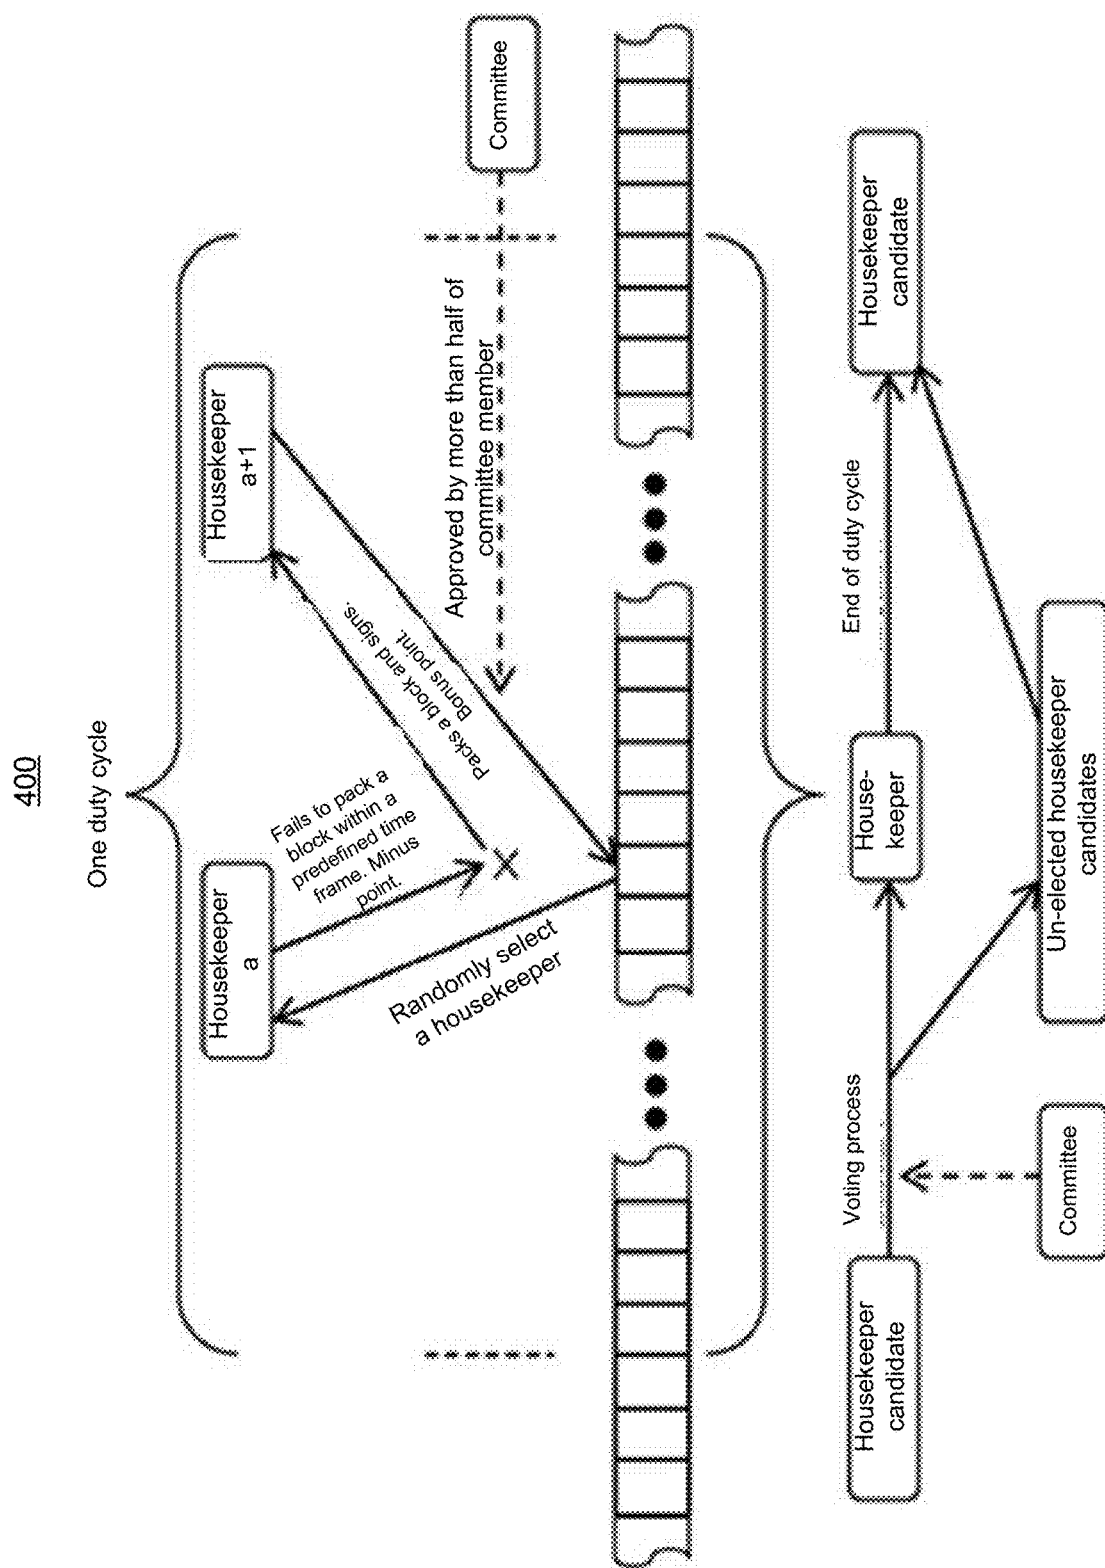 400
One duty cycle
Housekeeper
a
Housekeeper
a+1
Fails to pack a
block within a
predefined time
frame. Minus
point.
Packs a block and signs.
Bonus point.
Randomly select
a housekeeper
Approved by more than half of
committee member
Committee
Housekeeper
candidate
Voting process
Committee
House-
keeper
Un-elected housekeeper
candidates
End of duty cycle
Housekeeper
candidate